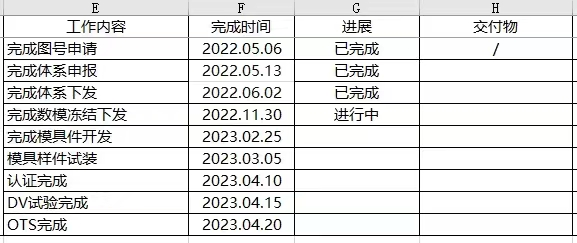 E F G H
工作内容 完成时间 进展 交付物
完成图号申请 2022.05.06 已完成 /
完成体系申报 2022.05.13 已完成
完成体系下发 2022.06.02 已完成
完成数模冻结下发 2022.11.30 进行中
完成模具件开发 2023.02.25
模具样件试装 2023.03.05
认证完成 2023.04.10
DV试验完成 2023.04.15
OTS完成 2023.04.20